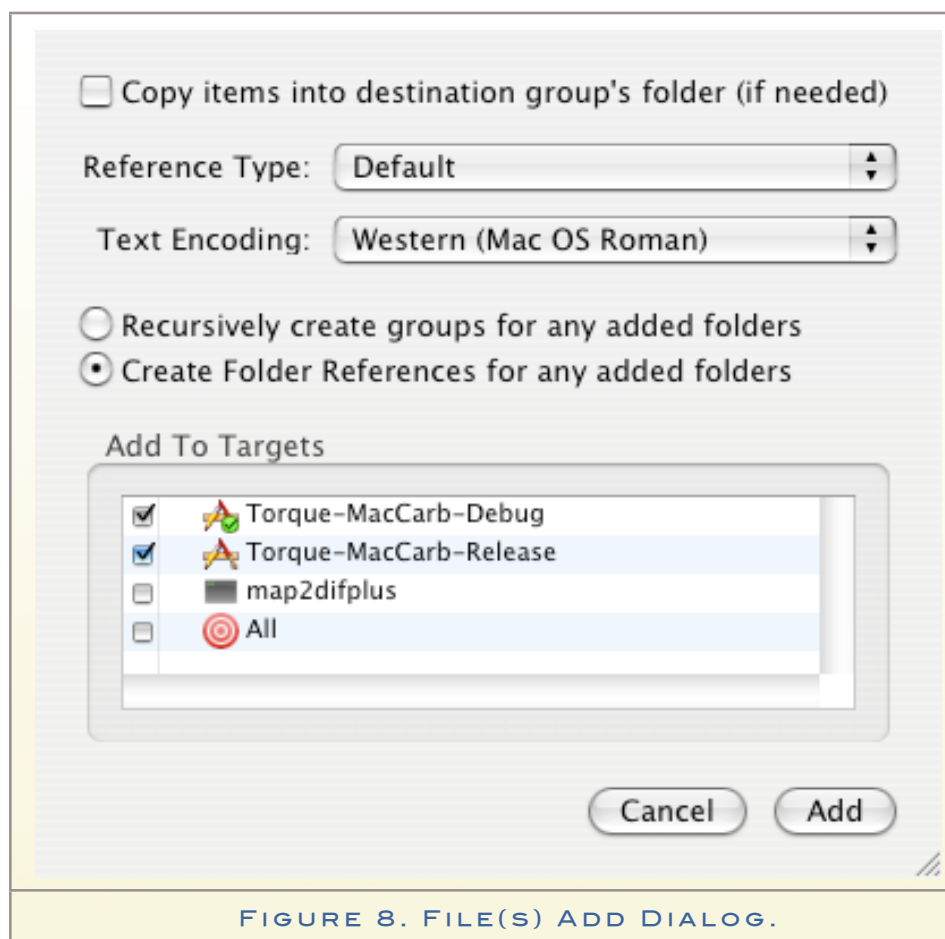 Copy items into destination group's folder (if needed)
Reference Type: Default
Text Encoding: Western (Mac OS Roman)
Recursively create groups for any added folders
Create Folder References for any added folders
Add To Targets
Torque-MacCarb-Debug
Torque-MacCarb-Release
map2difplus
All
Cancel Add
FIGURE 8. FILE(S) ADD DIALOG.